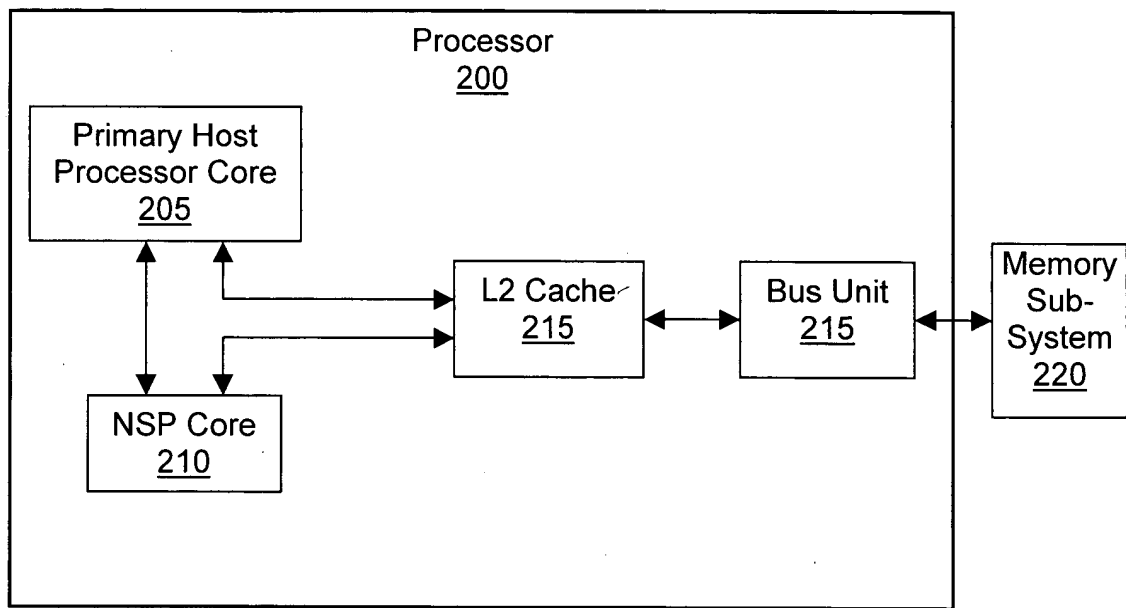 Processor
200
Primary Host
Processor Core
205
L2 Cache
215
Bus Unit
215
Memory
Sub-
System
220
NSP Core
210